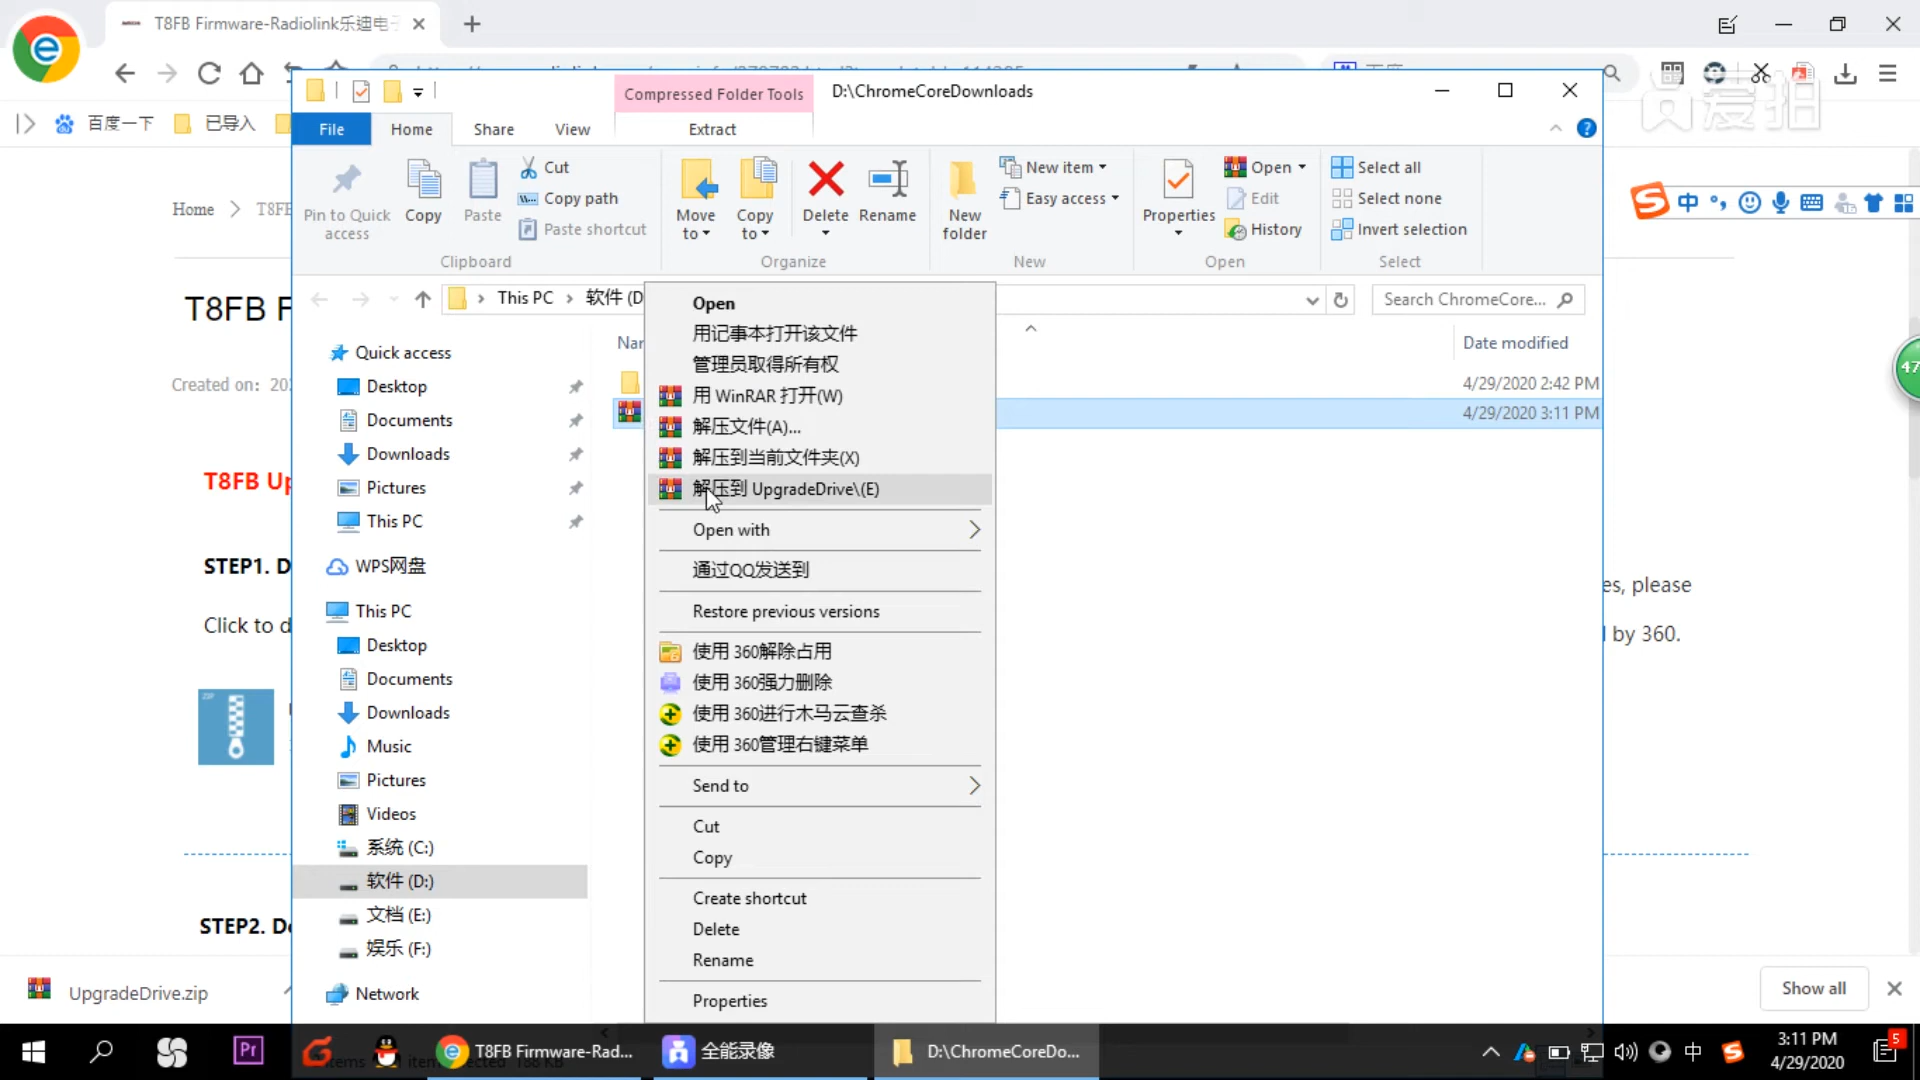 T8FB Firmware-Radiolink乐迪电子
百度一下
已导入
Home > T8FB
T8FB F
Created on: 20
T8FB Up
STEP1. D
Click to d
STEP2. Do
es, please
by 360.
爱拍
中
47
Compressed Folder Tools
D:\ChromeCoreDownloads
File
Home
Share
View
Extract
Pin to Quick access
Copy
Paste
Cut
Copy path
Paste shortcut
Clipboard
Move to
Copy to
Delete
Rename
Organize
New folder
New item
Easy access
New
Properties
Open
Edit
History
Open
Select all
Select none
Invert selection
Select
This PC > 软件 (D
Search ChromeCore...
Quick access
Desktop
Documents
Downloads
Pictures
This PC
WPS网盘
This PC
Desktop
Documents
Downloads
Music
Pictures
Videos
系统 (C:)
软件 (D:)
文档 (E:)
娱乐 (F:)
Network
Nar
Date modified
4/29/2020 2:42 PM
4/29/2020 3:11 PM
Open
用记事本打开该文件
管理员取得所有权
用 WinRAR 打开(W)
解压文件(A)...
解压到当前文件夹(X)
解压到 UpgradeDrive\(E)
Open with
通过QQ发送到
Restore previous versions
使用 360解除占用
使用 360强力删除
使用 360进行木马云查杀
使用 360管理右键菜单
Send to
Cut
Copy
Create shortcut
Delete
Rename
Properties
ZIP
UpgradeDrive.zip
Show all
Pr
T8FB Firmware-Rad...
全能录像
D:\ChromeCoreDo...
中
3:11 PM
4/29/2020
5